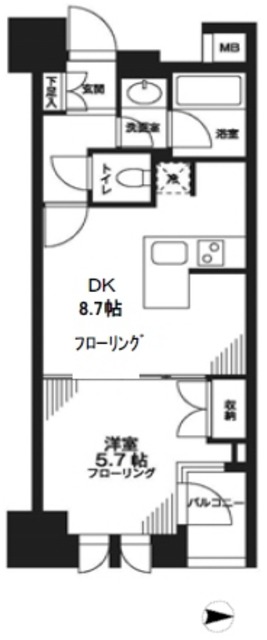 MB
下足入
玄関
洗面室
浴室
トイレ
冷
DK
8.7帖
フローリング
収納
洋室
5.7帖
フローリング
バルコニー